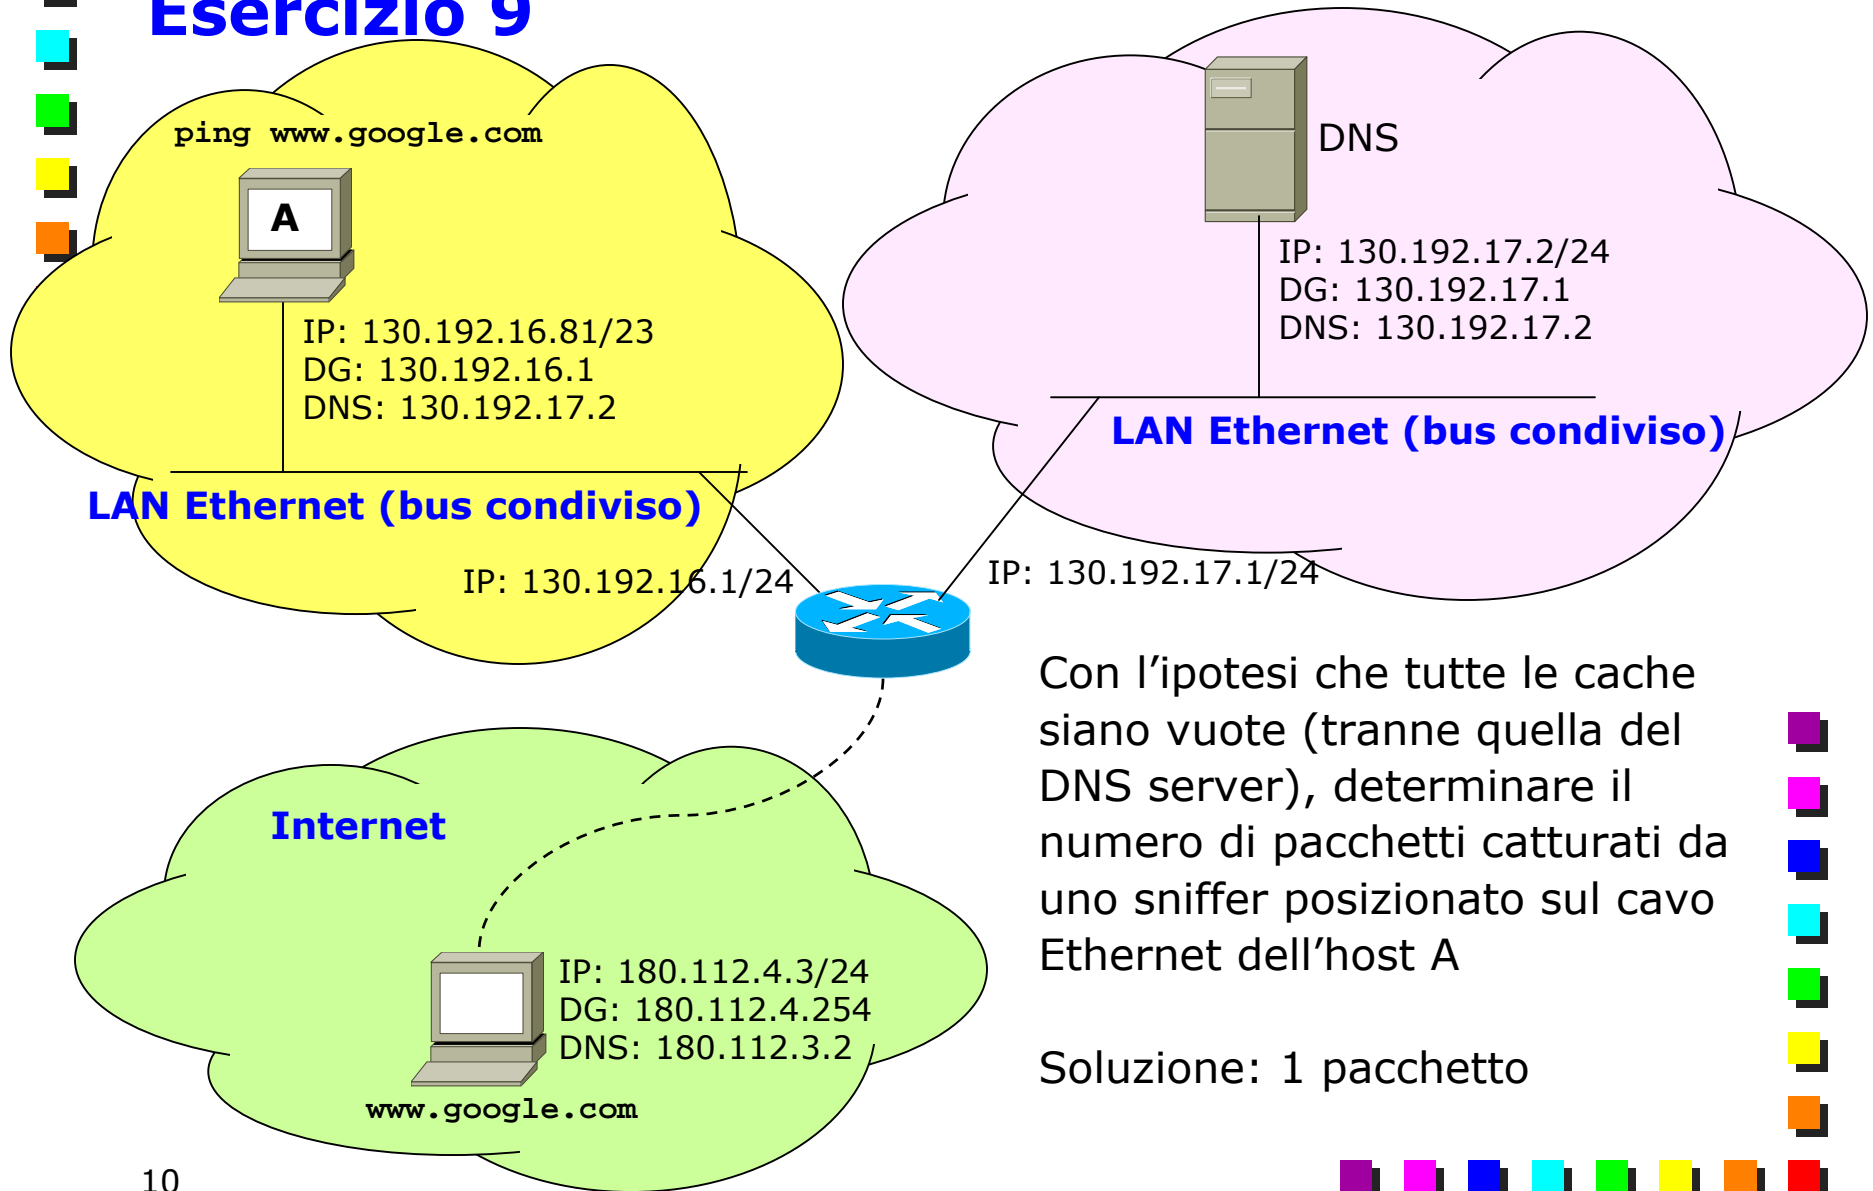 Esercizio 9
ping www.google.com
A
IP: 130.192.16.81/23
DG: 130.192.16.1
DNS: 130.192.17.2
LAN Ethernet (bus condiviso)
IP: 130.192.16.1/24
DNS
IP: 130.192.17.2/24
DG: 130.192.17.1
DNS: 130.192.17.2
LAN Ethernet (bus condiviso)
IP: 130.192.17.1/24
Internet
IP: 180.112.4.3/24
DG: 180.112.4.254
DNS: 180.112.3.2
www.google.com
Con l'ipotesi che tutte le cache
siano vuote (tranne quella del
DNS server), determinare il
numero di pacchetti catturati da
uno sniffer posizionato sul cavo
Ethernet dell'host A
Soluzione: 1 pacchetto
10